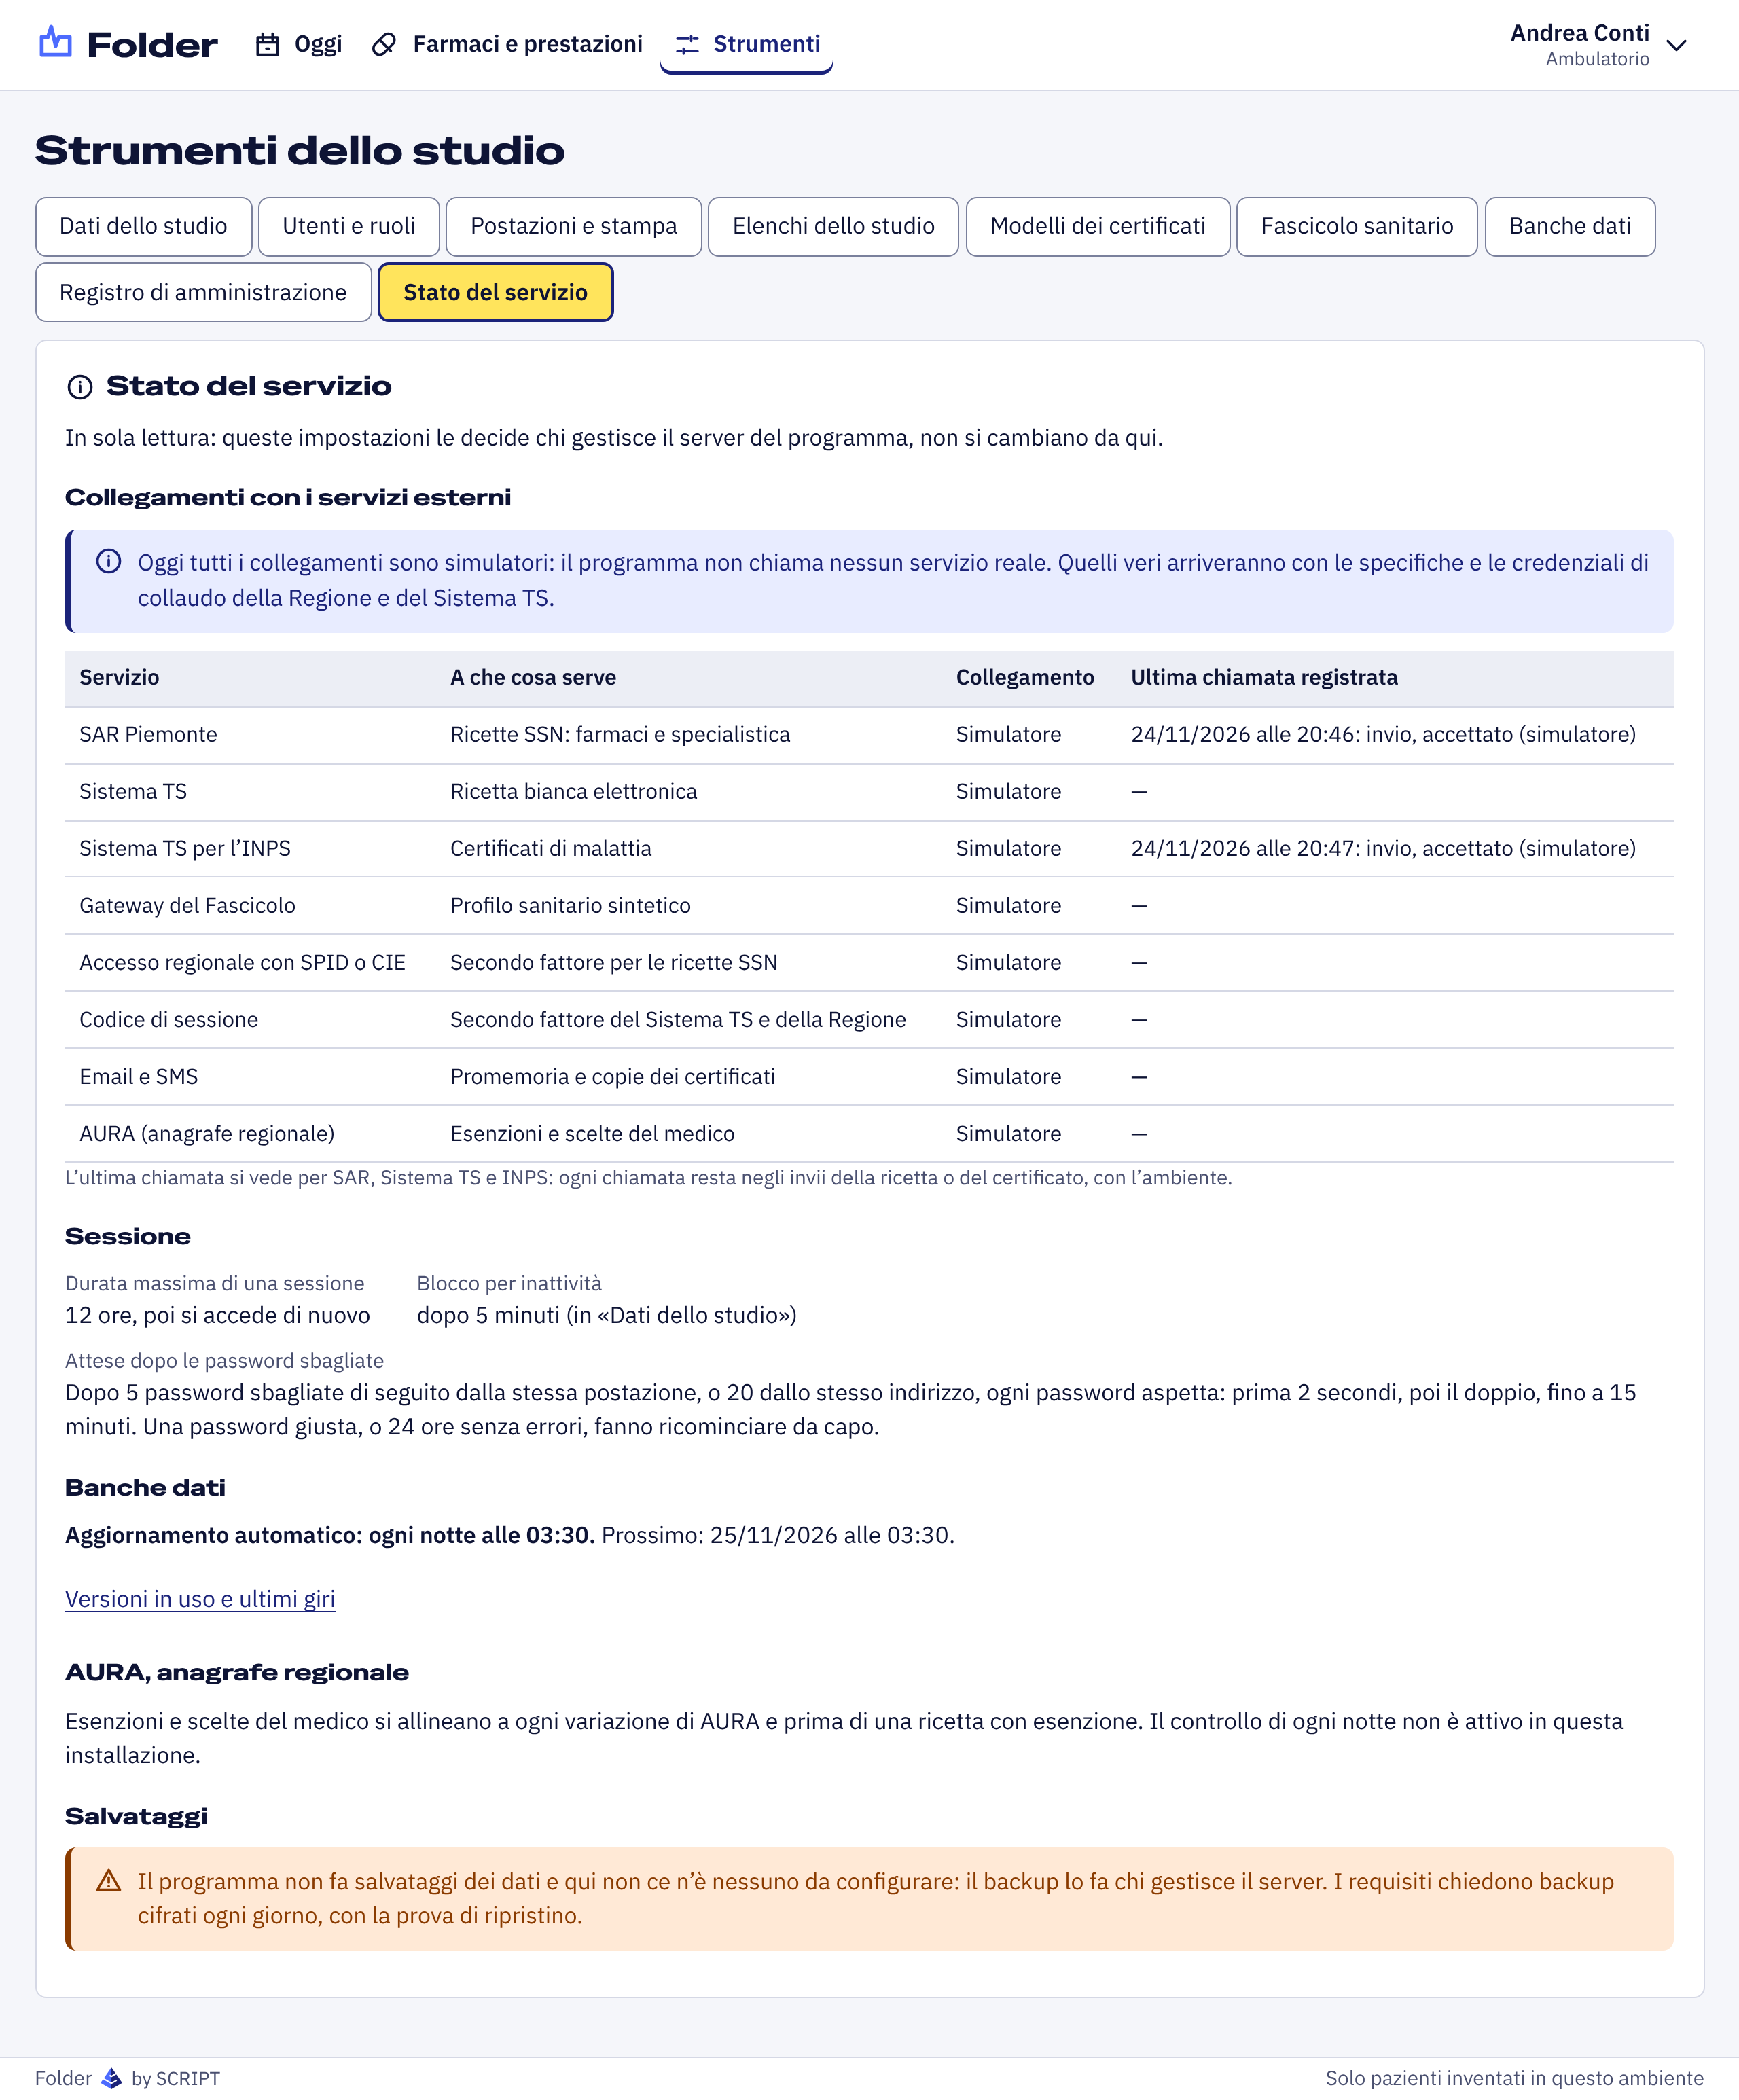 Folder
Oggi
Farmaci e prestazioni
Strumenti
Andrea Conti
Ambulatorio
Strumenti dello studio
Dati dello studio
Utenti e ruoli
Postazioni e stampa
Elenchi dello studio
Modelli dei certificati
Fascicolo sanitario
Banche dati
Registro di amministrazione
Stato del servizio
Stato del servizio
In sola lettura: queste impostazioni le decide chi gestisce il server del programma, non si cambiano da qui.
Collegamenti con i servizi esterni
Oggi tutti i collegamenti sono simulatori: il programma non chiama nessun servizio reale. Quelli veri arriveranno con le specifiche e le credenziali di
collaudo della Regione e del Sistema TS.
Servizio A che cosa serve Collegamento Ultima chiamata registrata
SAR Piemonte Ricette SSN: farmaci e specialistica Simulatore 24/11/2026 alle 20:46: invio, accettato (simulatore)
Sistema TS Ricetta bianca elettronica Simulatore —
Sistema TS per l’INPS Certificati di malattia Simulatore 24/11/2026 alle 20:47: invio, accettato (simulatore)
Gateway del Fascicolo Profilo sanitario sintetico Simulatore —
Accesso regionale con SPID o CIE Secondo fattore per le ricette SSN Simulatore —
Codice di sessione Secondo fattore del Sistema TS e della Regione Simulatore —
Email e SMS Promemoria e copie dei certificati Simulatore —
AURA (anagrafe regionale) Esenzioni e scelte del medico Simulatore —
L’ultima chiamata si vede per SAR, Sistema TS e INPS: ogni chiamata resta negli invii della ricetta o del certificato, con l’ambiente.
Sessione
Durata massima di una sessione Blocco per inattività
12 ore, poi si accede di nuovo dopo 5 minuti (in «Dati dello studio»)
Attese dopo le password sbagliate
Dopo 5 password sbagliate di seguito dalla stessa postazione, o 20 dallo stesso indirizzo, ogni password aspetta: prima 2 secondi, poi il doppio, fino a 15
minuti. Una password giusta, o 24 ore senza errori, fanno ricominciare da capo.
Banche dati
Aggiornamento automatico: ogni notte alle 03:30. Prossimo: 25/11/2026 alle 03:30.
Versioni in uso e ultimi giri
AURA, anagrafe regionale
Esenzioni e scelte del medico si allineano a ogni variazione di AURA e prima di una ricetta con esenzione. Il controllo di ogni notte non è attivo in questa
installazione.
Salvataggi
Il programma non fa salvataggi dei dati e qui non ce n’è nessuno da configurare: il backup lo fa chi gestisce il server. I requisiti chiedono backup
cifrati ogni giorno, con la prova di ripristino.
Folder by SCRIPT
Solo pazienti inventati in questo ambiente